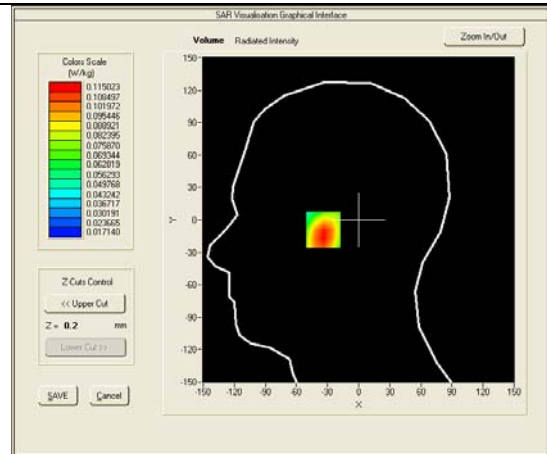 SAR Visualisation Graphical Interface
Volume Radiated Intensity
Zoom In/Out
Colors Scale
(W/kg)
0.115023
0.108497
0.101972
0.095446
0.088921
0.082395
0.075870
0.069344
0.062819
0.056293
0.049768
0.043242
0.036717
0.030191
0.023665
0.017140
Z Cuts Control
<< Upper Cut
Z = 0.2 mm
Lower Cut >>
SAVE Cancel
150
120
90
60
30
0
-30
-60
-90
-120
-150
Y
-150 -120 -90 -60 -30 0 30 60 90 120 150
X